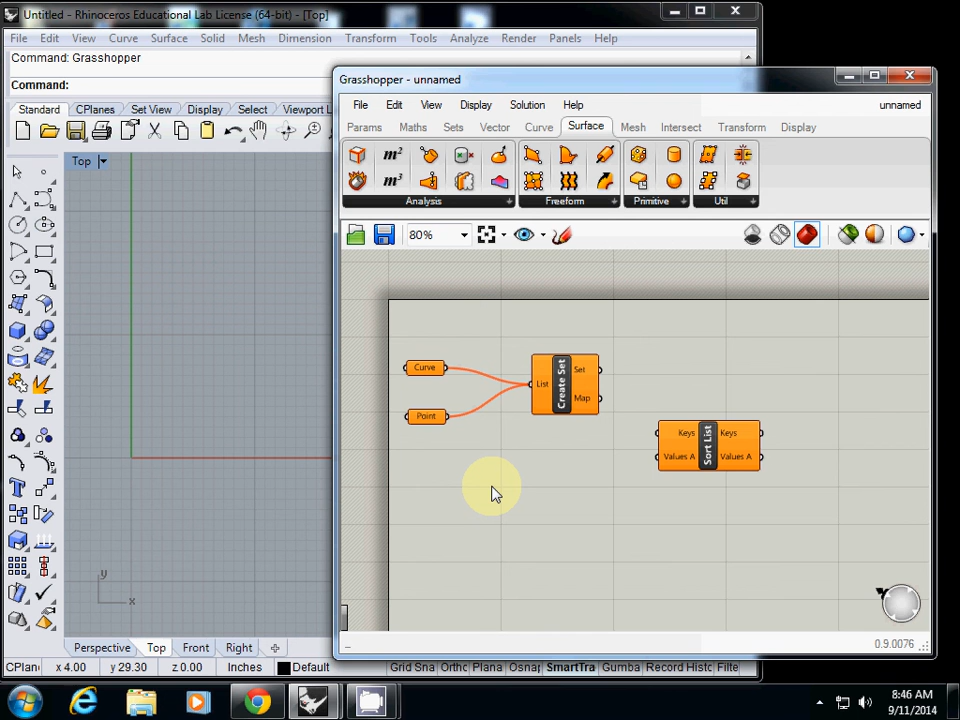 Untitled - Rhinoceros Educational Lab License (64-bit) - [Top]
File Edit View Curve Surface Solid Mesh Dimension Transform Tools Analyze Render Panels Help
Command: Grasshopper
Command:
Standard CPlanes Set View Display Select Viewport L
Top
Grasshopper - unnamed
File Edit View Display Solution Help unnamed
Params Maths Sets Vector Curve Surface Mesh Intersect Transform Display
m²
m³
Analysis Freeform Primitive Util
80%
Curve
Point
List Create Set Set
Map
Keys Sort List Keys
Values A Values A
y
x
0.9.0076
Perspective Top Front Right
CPlan x 4.00 y 29.30 z 0.00 Inches Default Grid Sna Ortho Plana Osnap SmartTra Gumba Record Histo Filte
8:46 AM
9/11/2014